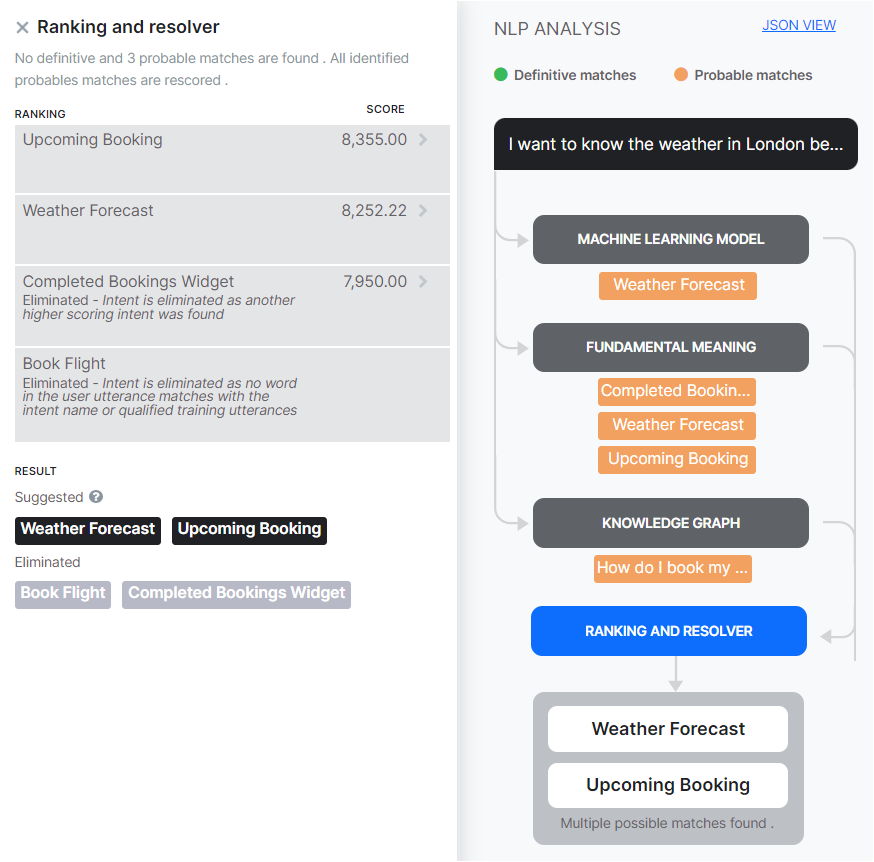 Ranking and resolver
No definitive and 3 probable matches are found . All identified
probables matches are rescored .
RANKING SCORE
Upcoming Booking 8,355.00
Weather Forecast 8,252.22
Completed Bookings Widget 7,950.00
Eliminated - Intent is eliminated as another
higher scoring intent was found
Book Flight
Eliminated - Intent is eliminated as no word
in the user utterance matches with the
intent name or qualified training utterances
RESULT
Suggested ?
Weather Forecast Upcoming Booking
Eliminated
Book Flight Completed Bookings Widget
NLP ANALYSIS JSON VIEW
Definitive matches Probable matches
I want to know the weather in London be...
MACHINE LEARNING MODEL
Weather Forecast
FUNDAMENTAL MEANING
Completed Bookin...
Weather Forecast
Upcoming Booking
KNOWLEDGE GRAPH
How do I book my ...
RANKING AND RESOLVER
Weather Forecast
Upcoming Booking
Multiple possible matches found .